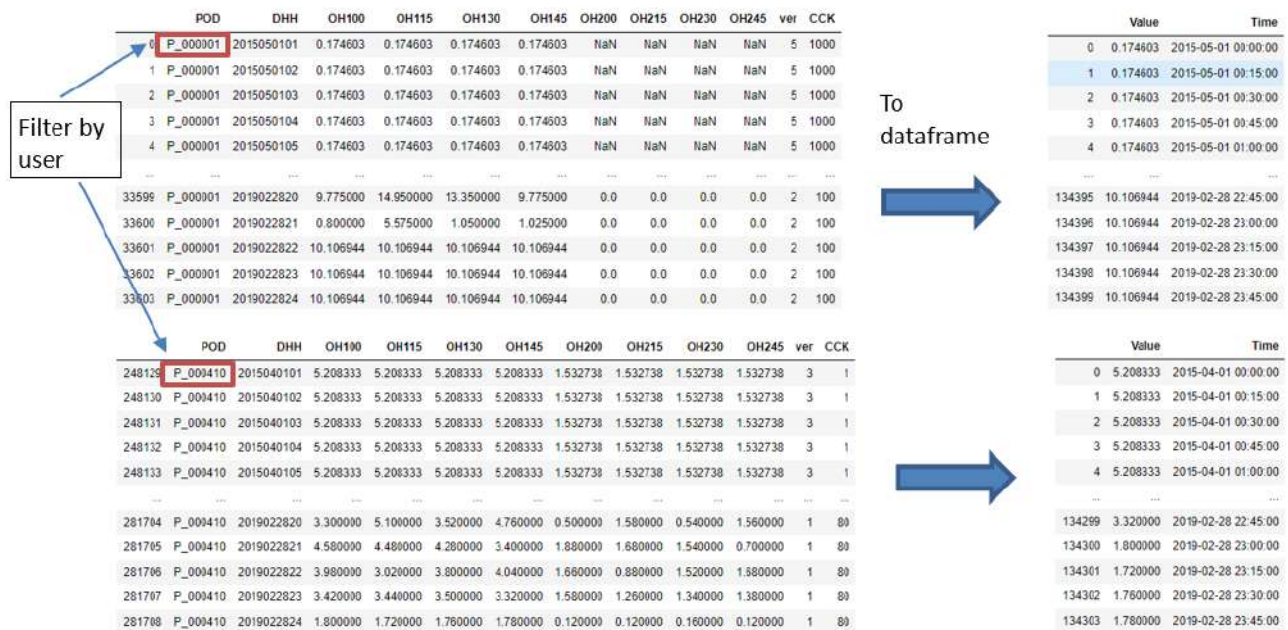 POD DHH OH100 OH115 OH130 OH145 OH200 OH215 OH230 OH245 ver CCK
0 P_000001 2015050101 0.174603 0.174603 0.174603 0.174603 NaN NaN NaN NaN 5 1000
1 P_000001 2015050102 0.174603 0.174603 0.174603 0.174603 NaN NaN NaN NaN 5 1000
2 P_000001 2015050103 0.174603 0.174603 0.174603 0.174603 NaN NaN NaN NaN 5 1000
3 P_000001 2015050104 0.174603 0.174603 0.174603 0.174603 NaN NaN NaN NaN 5 1000
4 P_000001 2015050105 0.174603 0.174603 0.174603 0.174603 NaN NaN NaN NaN 5 1000
... ... ... ... ... ... ... ... ... ... ... ... ...
33599 P_000001 2019022820 9.775000 14.950000 13.350000 9.775000 0.0 0.0 0.0 0.0 2 100
33600 P_000001 2019022821 0.800000 5.575000 1.050000 1.025000 0.0 0.0 0.0 0.0 2 100
33601 P_000001 2019022822 10.106944 10.106944 10.106944 10.106944 0.0 0.0 0.0 0.0 2 100
33602 P_000001 2019022823 10.106944 10.106944 10.106944 10.106944 0.0 0.0 0.0 0.0 2 100
33603 P_000001 2019022824 10.106944 10.106944 10.106944 10.106944 0.0 0.0 0.0 0.0 2 100
Filter by
user
To
dataframe
Value Time
0 0.174603 2015-05-01 00:00:00
1 0.174603 2015-05-01 00:15:00
2 0.174603 2015-05-01 00:30:00
3 0.174603 2015-05-01 00:45:00
4 0.174603 2015-05-01 01:00:00
... ... ...
134395 10.106944 2019-02-28 22:45:00
134396 10.106944 2019-02-28 23:00:00
134397 10.106944 2019-02-28 23:15:00
134398 10.106944 2019-02-28 23:30:00
134399 10.106944 2019-02-28 23:45:00
POD DHH OH100 OH115 OH130 OH145 OH200 OH215 OH230 OH245 ver CCK
248129 P_000410 2015040101 5.208333 5.208333 5.208333 5.208333 1.532738 1.532738 1.532738 1.532738 3 1
248130 P_000410 2015040102 5.208333 5.208333 5.208333 5.208333 1.532738 1.532738 1.532738 1.532738 3 1
248131 P_000410 2015040103 5.208333 5.208333 5.208333 5.208333 1.532738 1.532738 1.532738 1.532738 3 1
248132 P_000410 2015040104 5.208333 5.208333 5.208333 5.208333 1.532738 1.532738 1.532738 1.532738 3 1
248133 P_000410 2015040105 5.208333 5.208333 5.208333 5.208333 1.532738 1.532738 1.532738 1.532738 3 1
... ... ... ... ... ... ... ... ... ... ... ... ...
281704 P_000410 2019022820 3.300000 5.100000 3.520000 4.760000 0.500000 1.580000 0.540000 1.560000 1 80
281705 P_000410 2019022821 4.580000 4.480000 4.280000 3.400000 1.880000 1.680000 1.540000 0.700000 1 80
281706 P_000410 2019022822 3.980000 3.020000 3.800000 4.040000 1.660000 0.880000 1.520000 1.680000 1 80
281707 P_000410 2019022823 3.420000 3.440000 3.500000 3.320000 1.580000 1.260000 1.340000 1.380000 1 80
281708 P_000410 2019022824 1.800000 1.720000 1.760000 1.780000 0.120000 0.120000 0.160000 0.120000 1 80
Value Time
0 5.208333 2015-04-01 00:00:00
1 5.208333 2015-04-01 00:15:00
2 5.208333 2015-04-01 00:30:00
3 5.208333 2015-04-01 00:45:00
4 5.208333 2015-04-01 01:00:00
... ... ...
134299 3.320000 2019-02-28 22:45:00
134300 1.800000 2019-02-28 23:00:00
134301 1.720000 2019-02-28 23:15:00
134302 1.760000 2019-02-28 23:30:00
134303 1.780000 2019-02-28 23:45:00